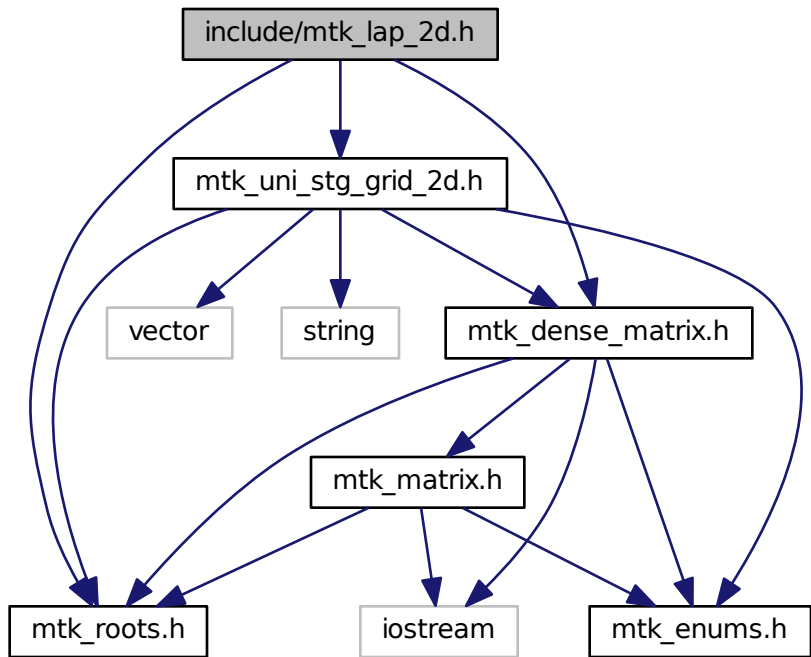 include/mtk_lap_2d.h
mtk_uni_stg_grid_2d.h
vector
string
mtk_dense_matrix.h
mtk_matrix.h
mtk_roots.h
iostream
mtk_enums.h